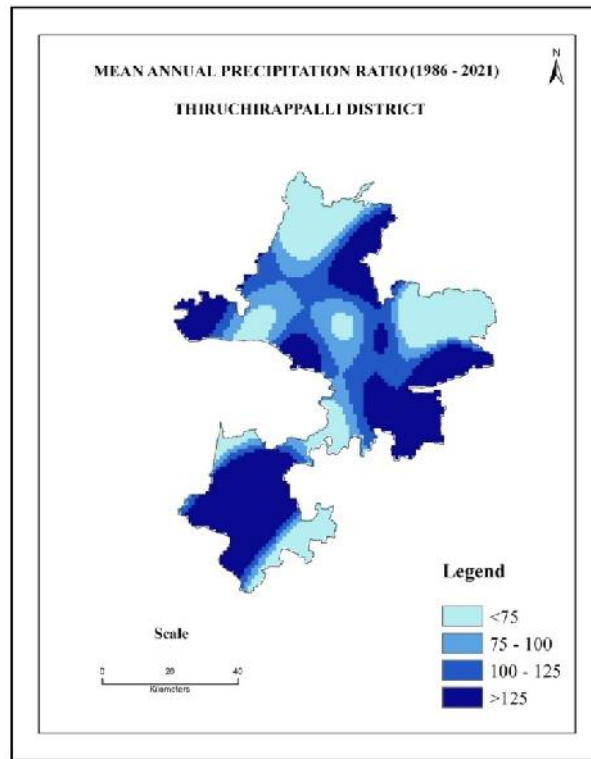 MEAN ANNUAL PRECIPITATION RATIO (1986 - 2021)
N
THIRUCHIRAPPALLI DISTRICT
Legend
<75
75 - 100
100 - 125
>125
Scale
0 20 40
Kilometers